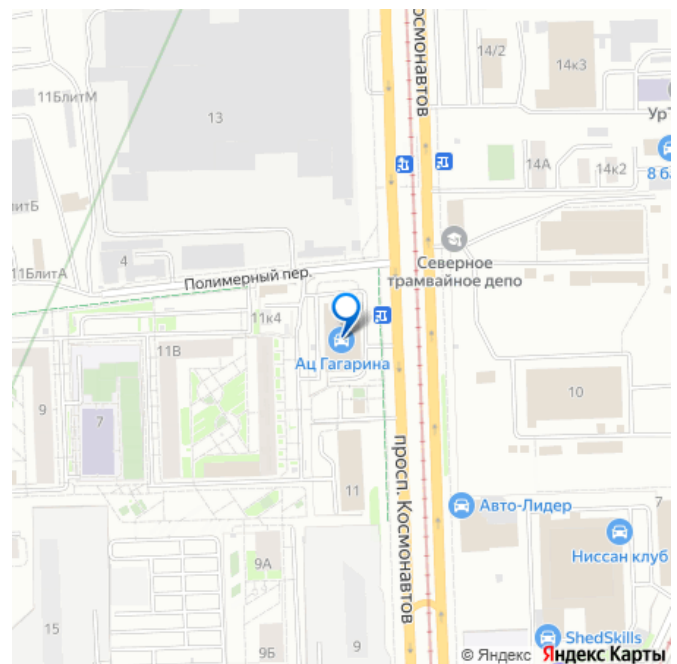 Космонавтов
14/2
14к3
11БлитМ
13
14А
14к2
8
4
Северное
трамвайное депо
11БлитА
Полимерный пер.
11к4
11В
Ац Гагарина
9
7
10
просп. Космонавтов
11
7
Авто-Лидер
Ниссан клуб
9А
15
9Б
9
ShedSkills
© Яндекс Яндекс Карты